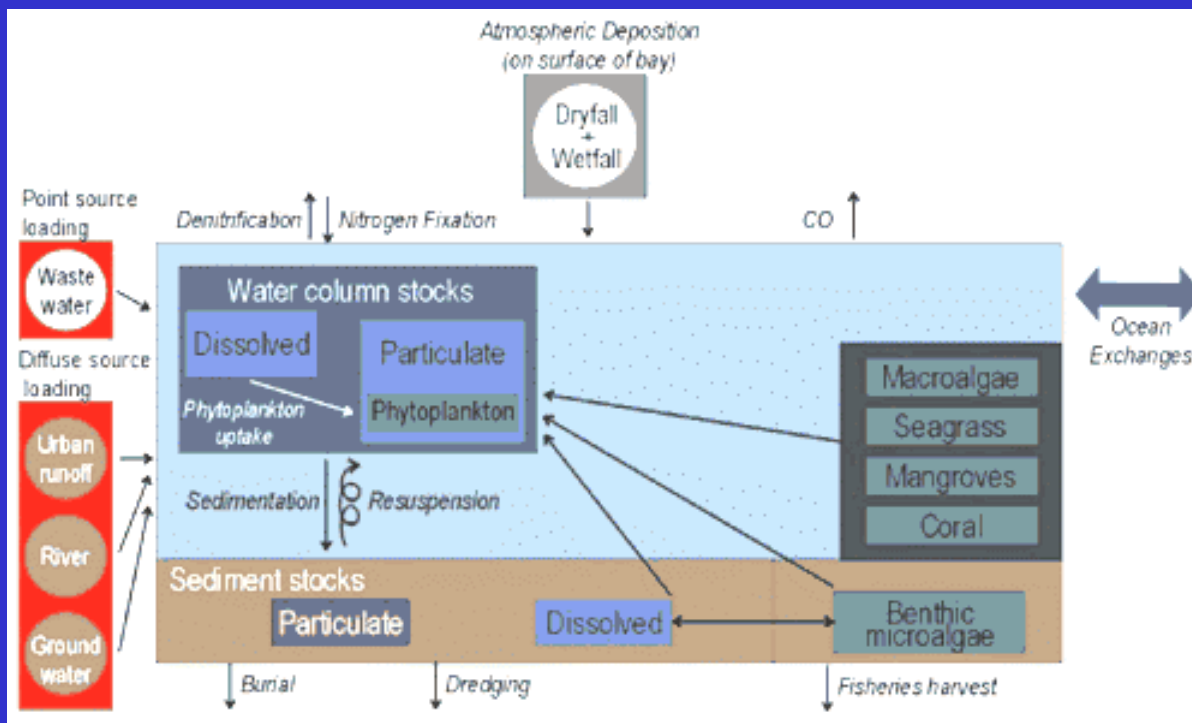 Atmospheric Deposition
(on surface of bay)
Dryfall
+
Wetfall
Point source
loading
Denitrification
Nitrogen Fixation
CO
Waste
water
Water column stocks
Dissolved
Particulate
Phytoplankton
Phytoplankton
uptake
Ocean
Exchanges
Diffuse source
loading
Macroalgae
Seagrass
Mangroves
Coral
Urban
runoff
River
Ground
water
Sedimentation
Resuspension
Sediment stocks
Particulate
Dissolved
Benthic
microalgae
Burial
Dredging
Fisheries harvest